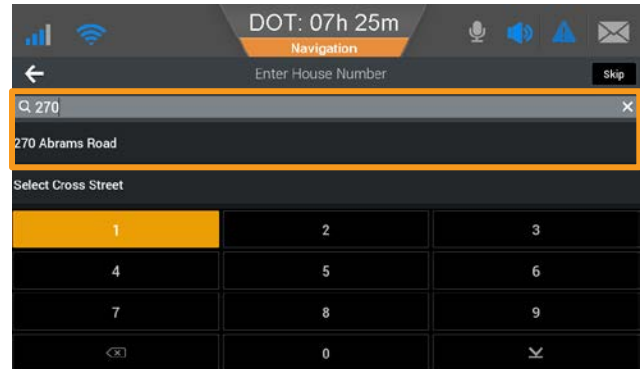 DOT: 07h 25m
Navigation
Enter House Number
Skip
270
270 Abrams Road
Select Cross Street
1 2 3
4 5 6
7 8 9
0